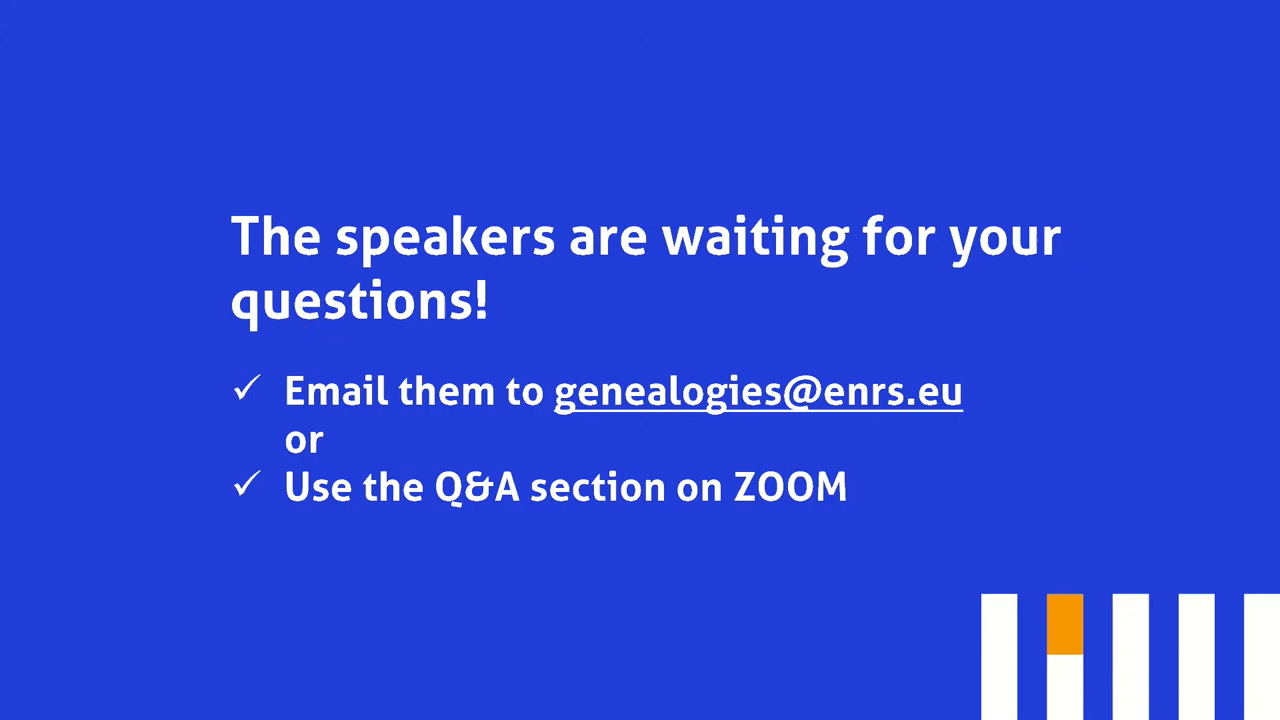 The speakers are waiting for your
questions!
✓ Email them to genealogies@enrs.eu
or
✓ Use the Q&A section on ZOOM